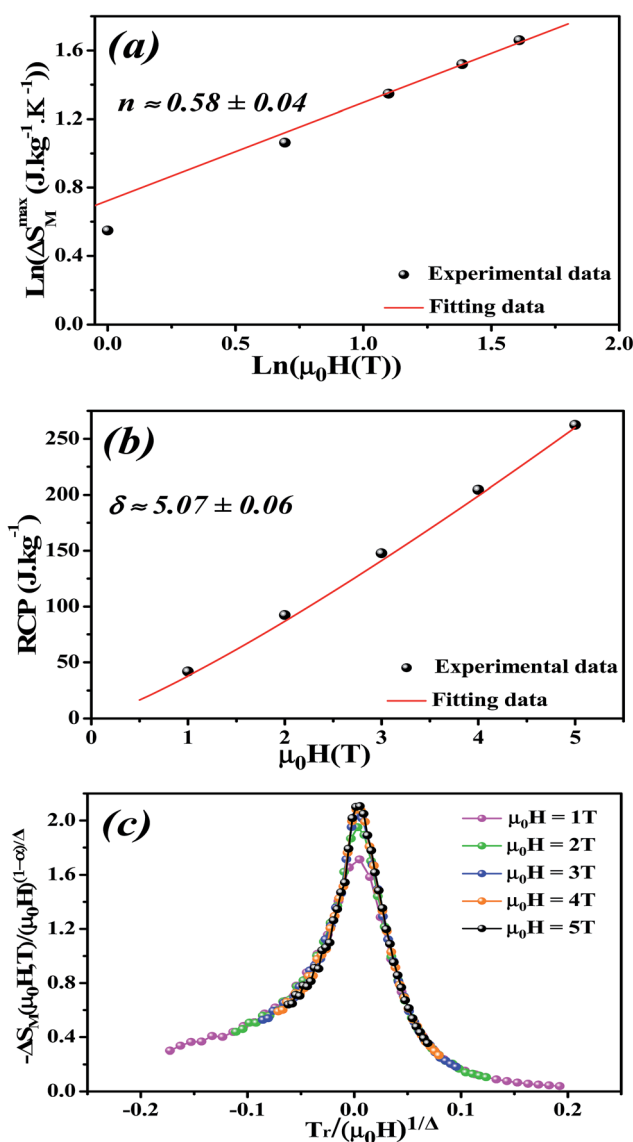 (a)
n ≈ 0.58 ± 0.04
Ln(ΔS_M^max (J.kg⁻¹.K⁻¹))
1.6
1.2
0.8
0.4
0.0
Experimental data
Fitting data
0.0 0.5 1.0 1.5 2.0
Ln(μ₀H(T))
(b)
δ ≈ 5.07 ± 0.06
RCP (J.kg⁻¹)
250
200
150
100
50
0
Experimental data
Fitting data
0 1 2 3 4 5
μ₀H(T)
(c)
-ΔS_M(μ₀H,T)/(μ₀H)^(1-α)/Δ
2.0
1.6
1.2
0.8
0.4
0.0
μ₀H = 1T
μ₀H = 2T
μ₀H = 3T
μ₀H = 4T
μ₀H = 5T
-0.2 -0.1 0.0 0.1 0.2
T_r/(μ₀H)^1/Δ